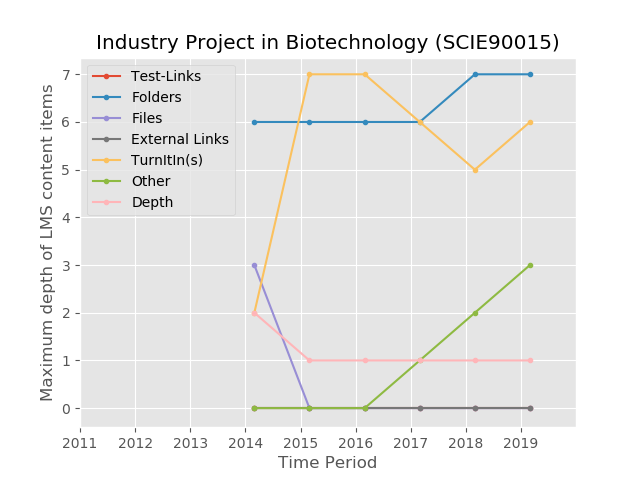 Industry Project in Biotechnology (SCIE90015)
Maximum depth of LMS content items
7
6
5
4
3
2
1
0
Test-Links
Folders
Files
External Links
TurnItIn(s)
Other
Depth
2011 2012 2013 2014 2015 2016 2017 2018 2019
Time Period